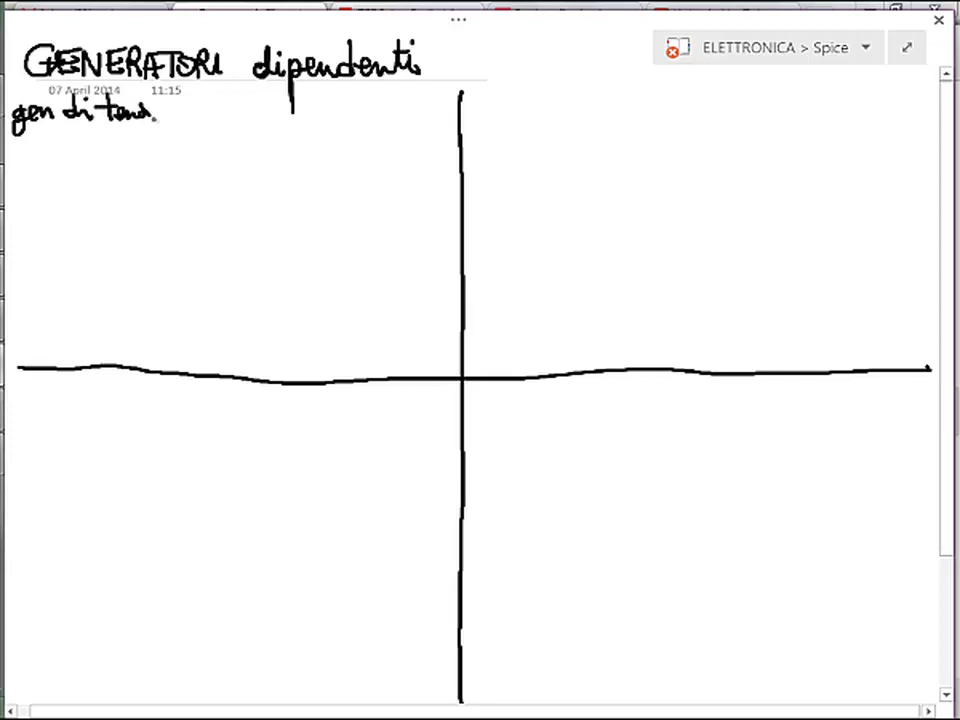 GENERATORI dipendenti
ELETTRONICA > Spice
07 April 2014 11:15
gen di tens.